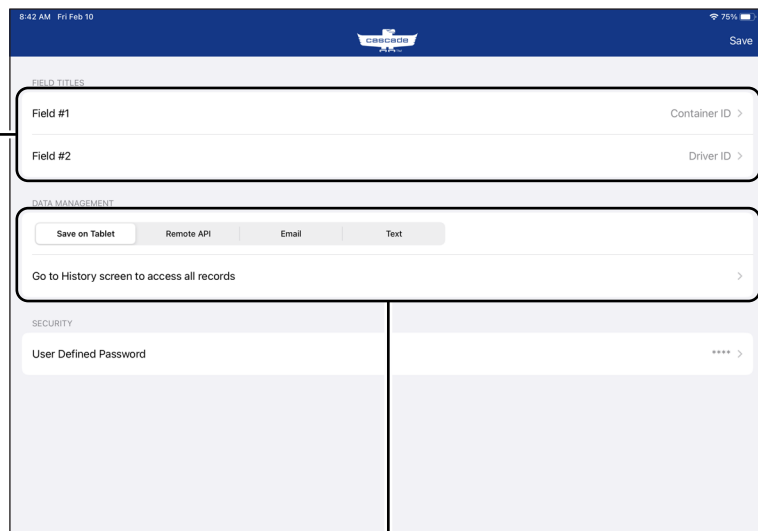 8:42 AM Fri Feb 10 75%
cascade
Save
FIELD TITLES
Field #1 Container ID
Field #2 Driver ID
DATA MANAGEMENT
Save on Tablet Remote API Email Text
Go to History screen to access all records
SECURITY
User Defined Password ****